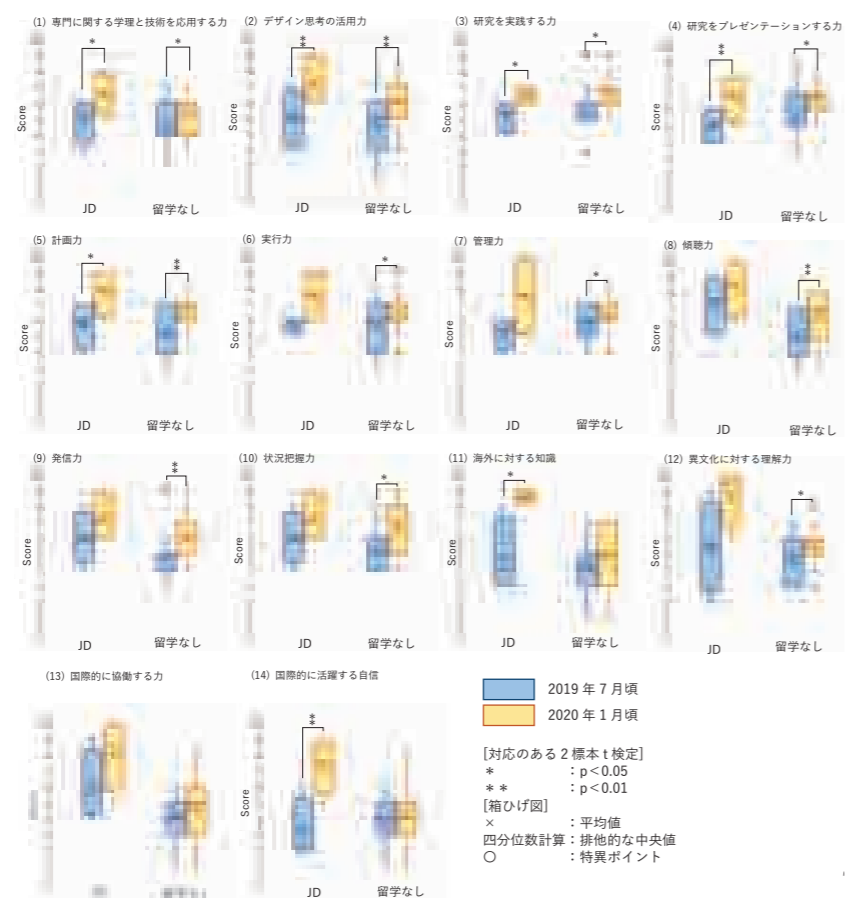 (1) 専門に関する学理と技術を応用する力
*
*
Score
JD
留学なし
(2) デザイン思考の活用力
**
**
Score
JD
留学なし
(3) 研究を実践する力
*
*
Score
JD
留学なし
(4) 研究をプレゼンテーションする力
**
*
Score
JD
留学なし
(5) 計画力
*
**
Score
JD
留学なし
(6) 実行力
*
Score
JD
留学なし
(7) 管理力
*
Score
JD
留学なし
(8) 傾聴力
**
Score
JD
留学なし
(9) 発信力
**
Score
JD
留学なし
(10) 状況把握力
*
Score
JD
留学なし
(11) 海外に対する知識
*
Score
JD
留学なし
(12) 異文化に対する理解力
*
Score
JD
留学なし
(13) 国際的に協働する力
(14) 国際的に活躍する自信
**
Score
JD
留学なし
2019 年 7 月頃
2020 年 1 月頃
[対応のある 2 標本 t 検定]
* :p<0.05
** :p<0.01
[箱ひげ図]
× :平均値
四分位数計算:排他的な中央値
○ :特異ポイント